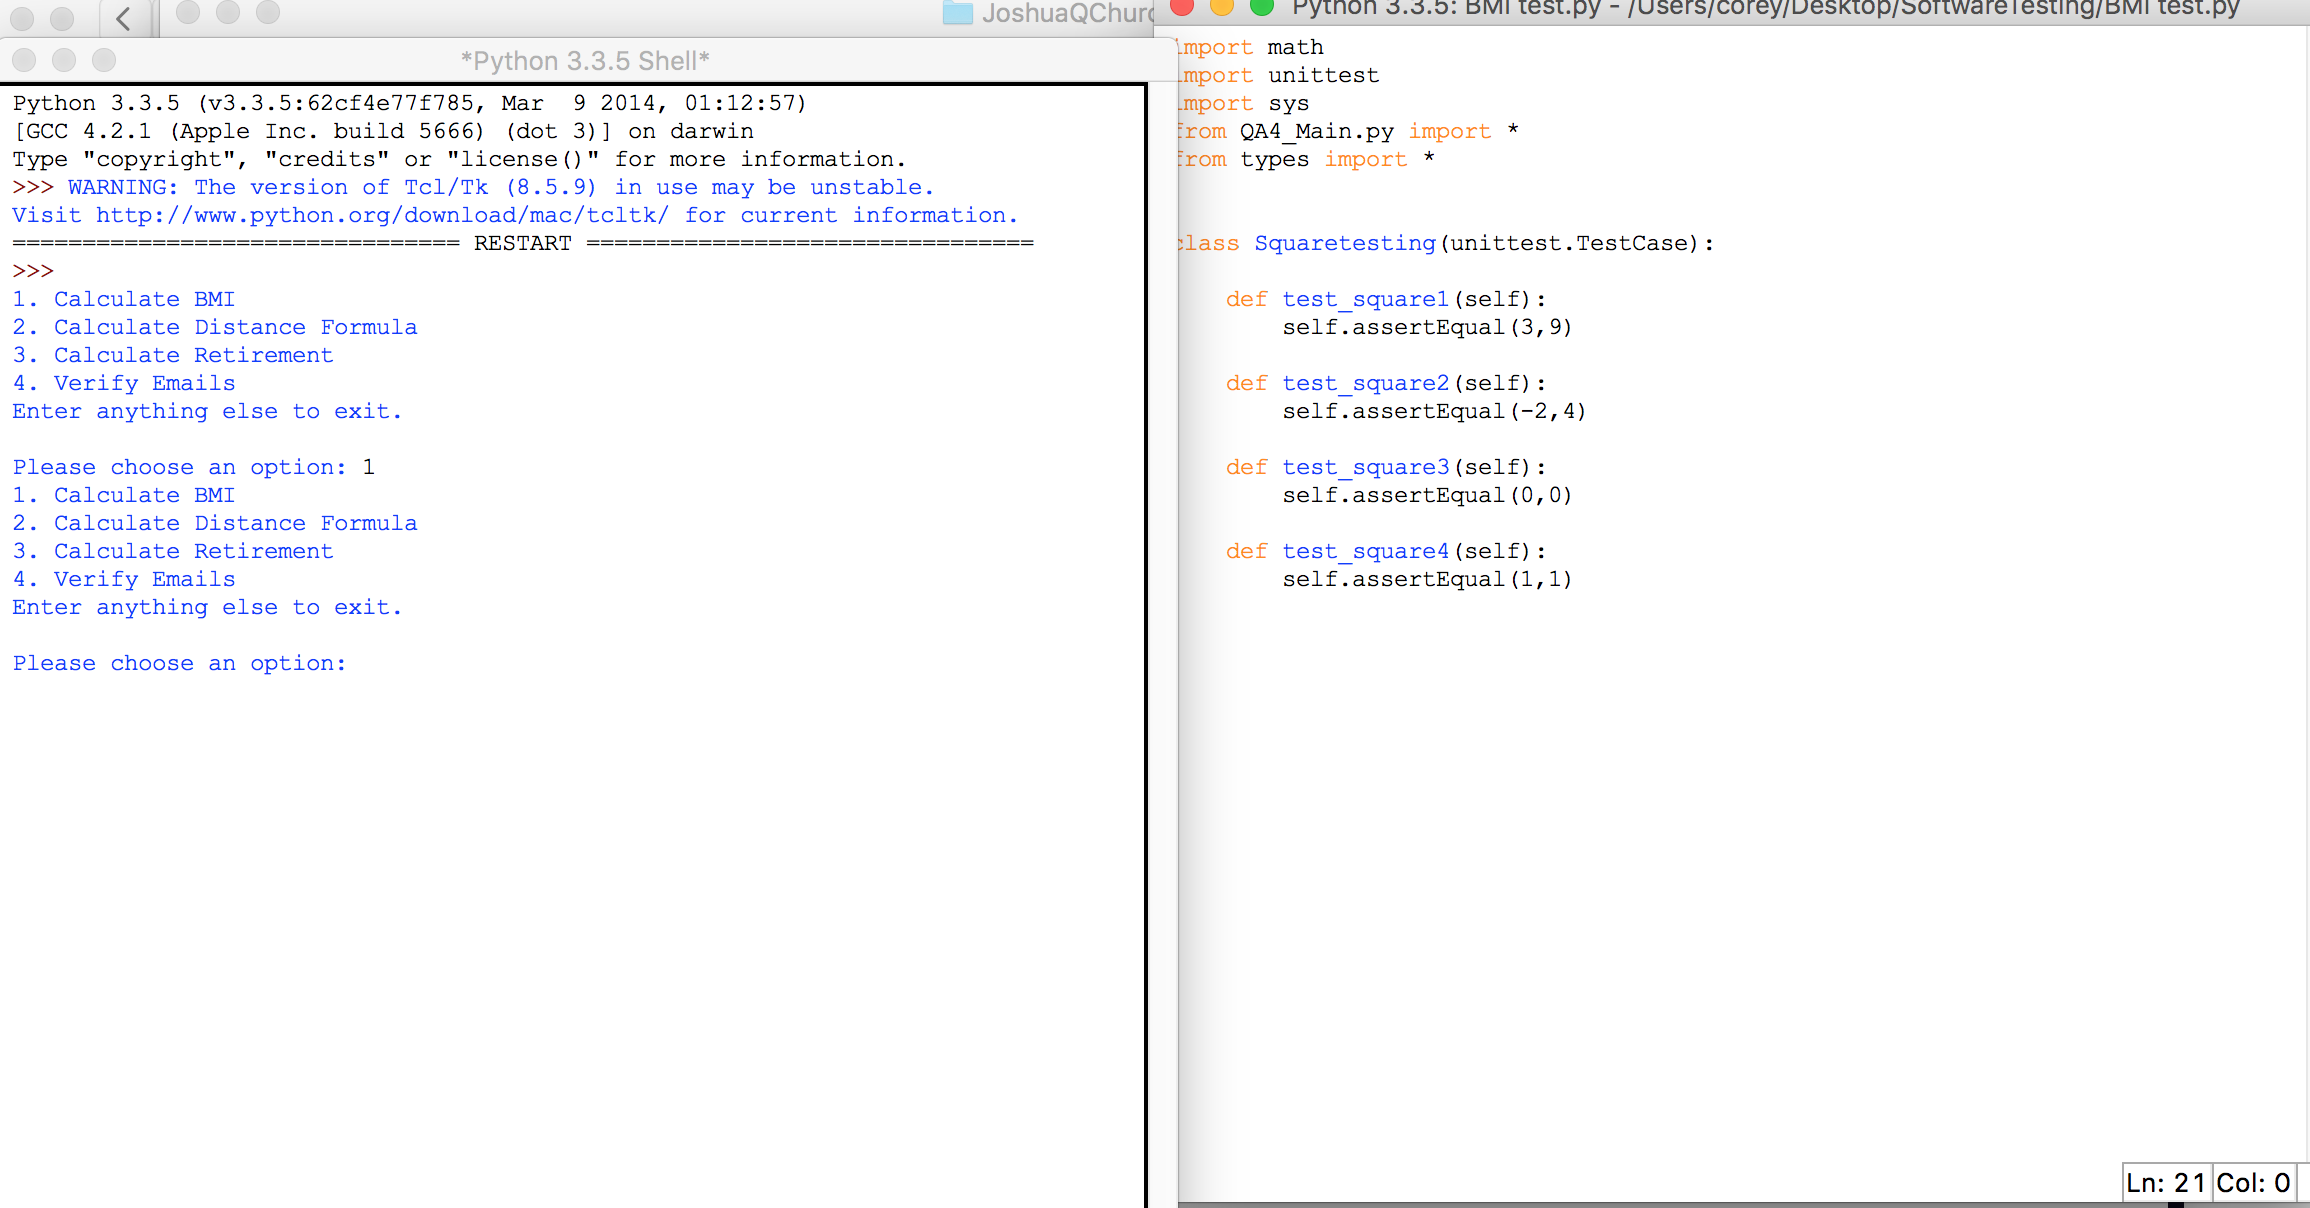 JoshuaQChurc
*Python 3.3.5 Shell*
Python 3.3.5 (v3.3.5:62cf4e77f785, Mar  9 2014, 01:12:57)
[GCC 4.2.1 (Apple Inc. build 5666) (dot 3)] on darwin
Type "copyright", "credits" or "license()" for more information.
>>> WARNING: The version of Tcl/Tk (8.5.9) in use may be unstable.
Visit http://www.python.org/download/mac/tcltk/ for current information.
================================ RESTART ================================
>>>
1. Calculate BMI
2. Calculate Distance Formula
3. Calculate Retirement
4. Verify Emails
Enter anything else to exit.
Please choose an option: 1
1. Calculate BMI
2. Calculate Distance Formula
3. Calculate Retirement
4. Verify Emails
Enter anything else to exit.
Please choose an option:
Python 3.3.5: BMI test.py - /Users/corey/Desktop/SoftwareTesting/BMI test.py
import math
import unittest
import sys
from QA4_Main.py import *
from types import *
class Squaretesting(unittest.TestCase):
def test_square1(self):
self.assertEqual(3,9)
def test_square2(self):
self.assertEqual(-2,4)
def test_square3(self):
self.assertEqual(0,0)
def test_square4(self):
self.assertEqual(1,1)
Ln: 21 Col: 0